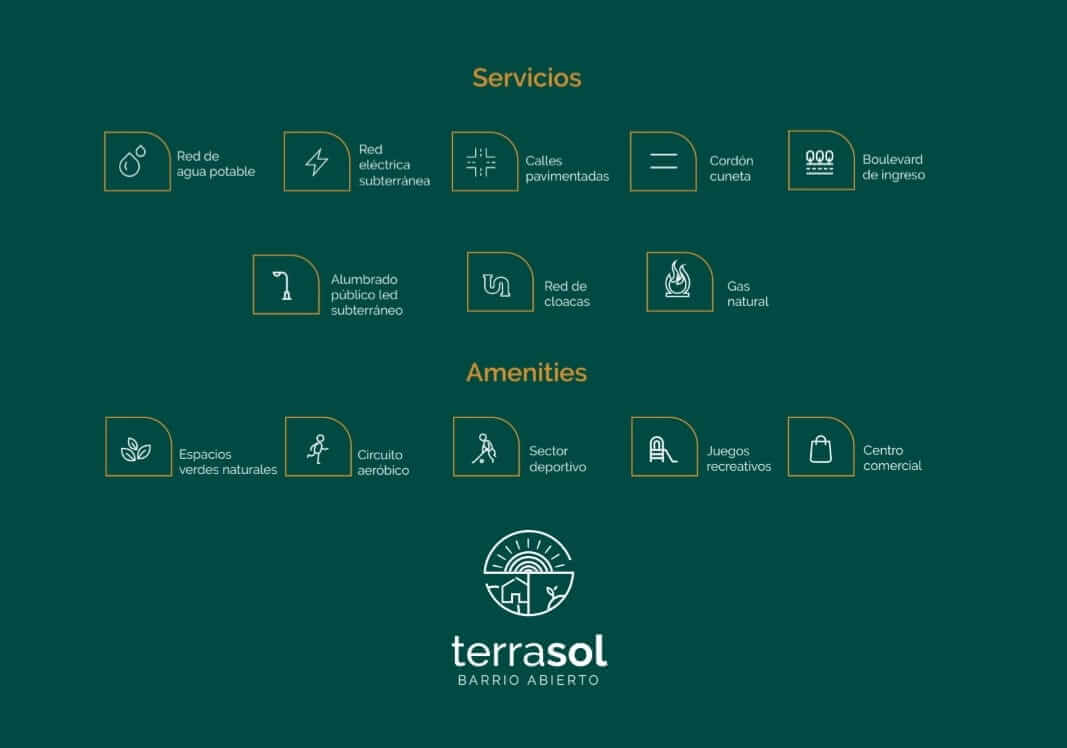 Servicios
Red de
agua potable
Red
eléctrica
subterránea
Calles
pavimentadas
Cordón
cuneta
Boulevard
de ingreso
Alumbrado
público led
subterráneo
Red de
cloacas
Gas
natural
Amenities
Espacios
verdes naturales
Circuito
aeróbico
Sector
deportivo
Juegos
recreativos
Centro
comercial
terrasol
BARRIO ABIERTO